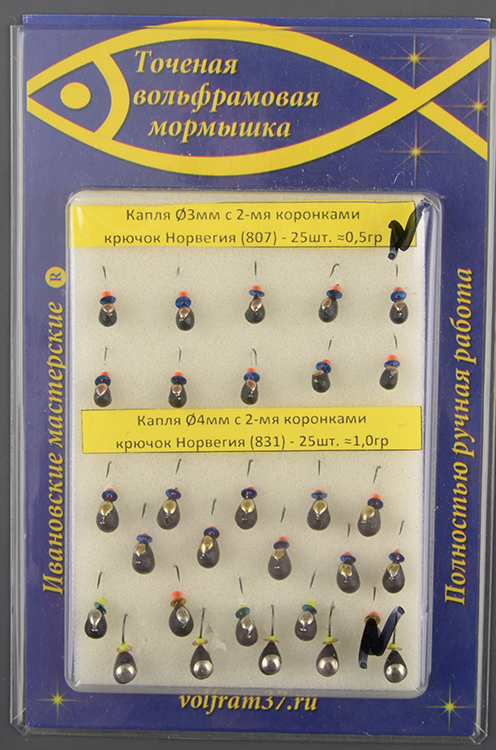 Точеная
вольфрамовая
мормышка
Капля Ø3мм с 2-мя коронками
крючок Норвегия (807) - 25шт. ≈0,5гр
Капля Ø4мм с 2-мя коронками
крючок Норвегия (831) - 25шт. ≈1,0гр
Ивановские мастерские ®
Полностью ручная работа
volfram37.ru